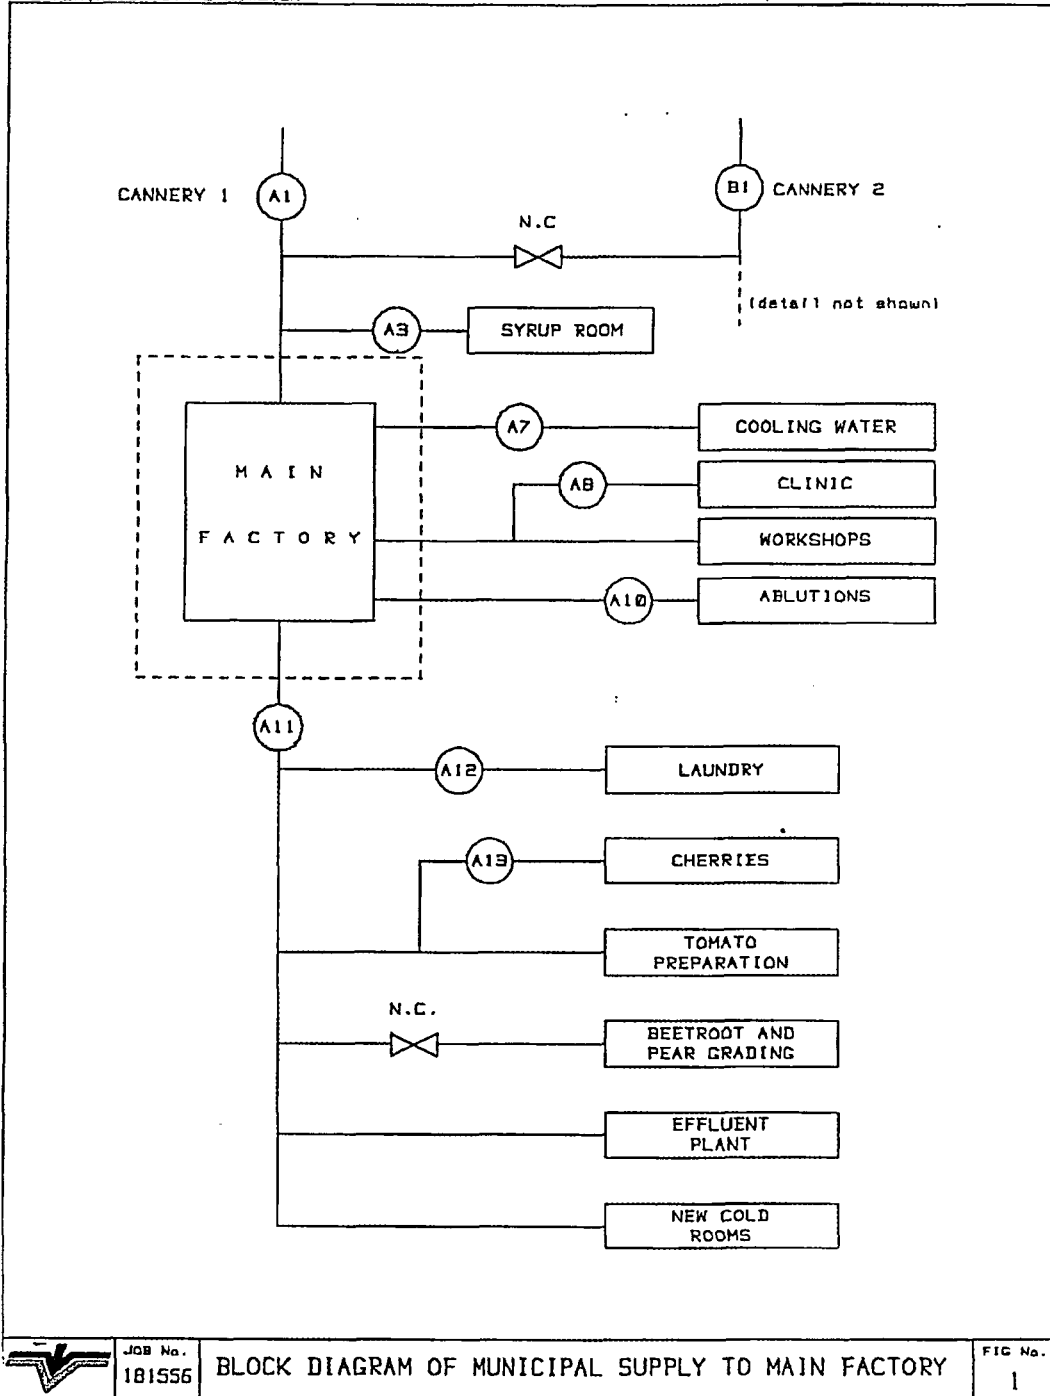 CANNERY 1
A1
B1
CANNERY 2
N.C
(detail not shown)
A3
SYRUP ROOM
MAIN
FACTORY
A7
COOLING WATER
A8
CLINIC
WORKSHOPS
A10
ABLUTIONS
A11
A12
LAUNDRY
A13
CHERRIES
TOMATO
PREPARATION
N.C.
BEETROOT AND
PEAR GRADING
EFFLUENT
PLANT
NEW COLD
ROOMS
JOB No.
181556
BLOCK DIAGRAM OF MUNICIPAL SUPPLY TO MAIN FACTORY
FIG No.
1